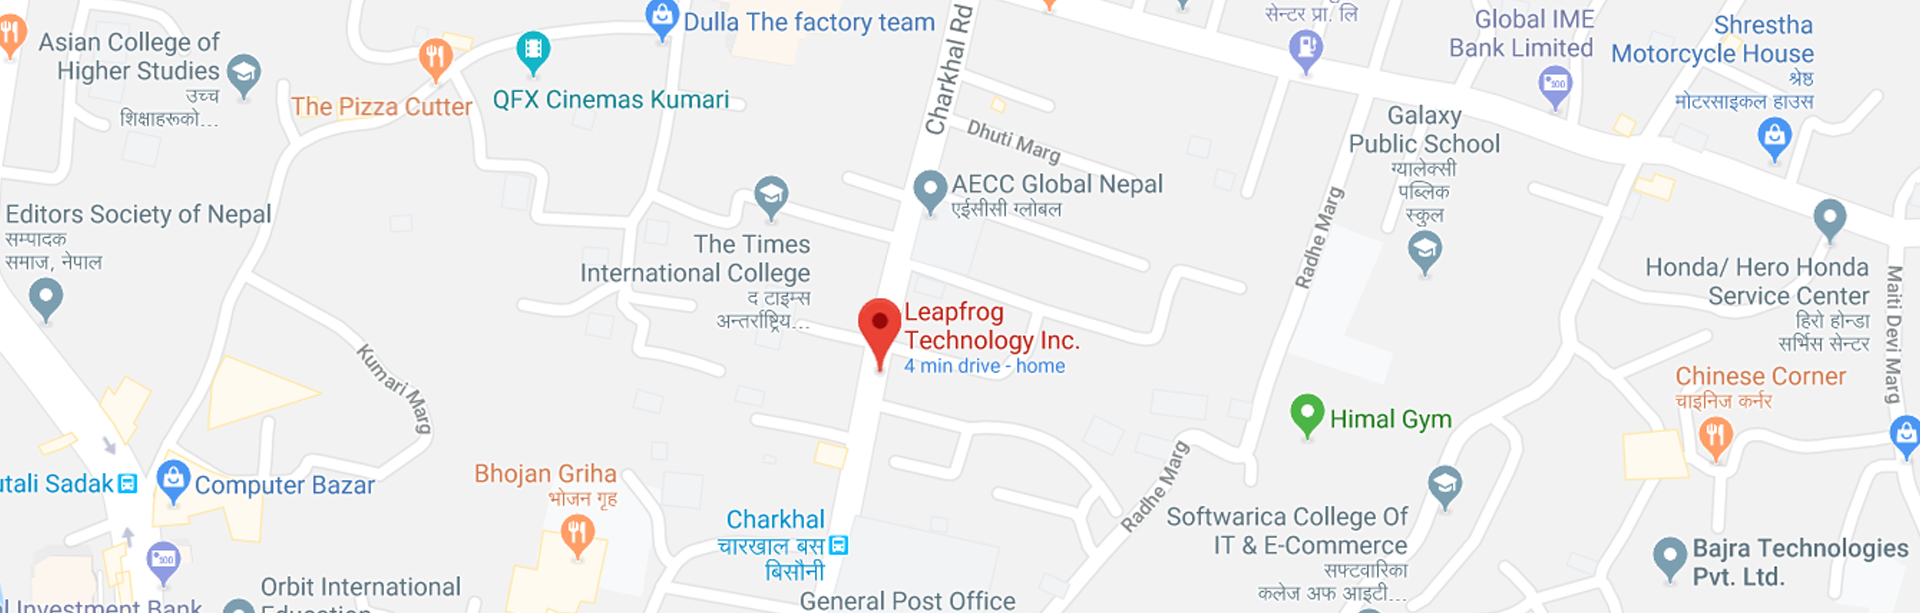 सेन्टर प्रा. लि
Global IME
Bank Limited
Shrestha
Motorcycle House
श्रेष्ठ
मोटरसाइकल हाउस
Dulla The factory team
Charkhal Rd
Asian College of
Higher Studies
उच्च
शिक्षाहरूको...
The Pizza Cutter
QFX Cinemas Kumari
Dhuti Marg
Galaxy
Public School
ग्यालेक्सी
पब्लिक
स्कुल
AECC Global Nepal
एईसीसी ग्लोबल
Editors Society of Nepal
सम्पादक
समाज, नेपाल
The Times
International College
द टाइम्स
अन्तर्राष्ट्रिय...
Radhe Marg
Honda/ Hero Honda
Service Center
हिरो होन्डा
सर्भिस सेन्टर
Maiti Devi Marg
Leapfrog
Technology Inc.
4 min drive - home
Kumari Marg
Chinese Corner
चाइनिज कर्नर
Himal Gym
utali Sadak
Computer Bazar
Bhojan Griha
भोजन गृह
Radhe Marg
Charkhal
चारखाल बस
बिसौनी
Softwarica College Of
IT & E-Commerce
सफ्टवारिका
कलेज अफ आइटी...
Bajra Technologies
Pvt. Ltd.
Orbit International
Education
General Post Office
l Investment Bank